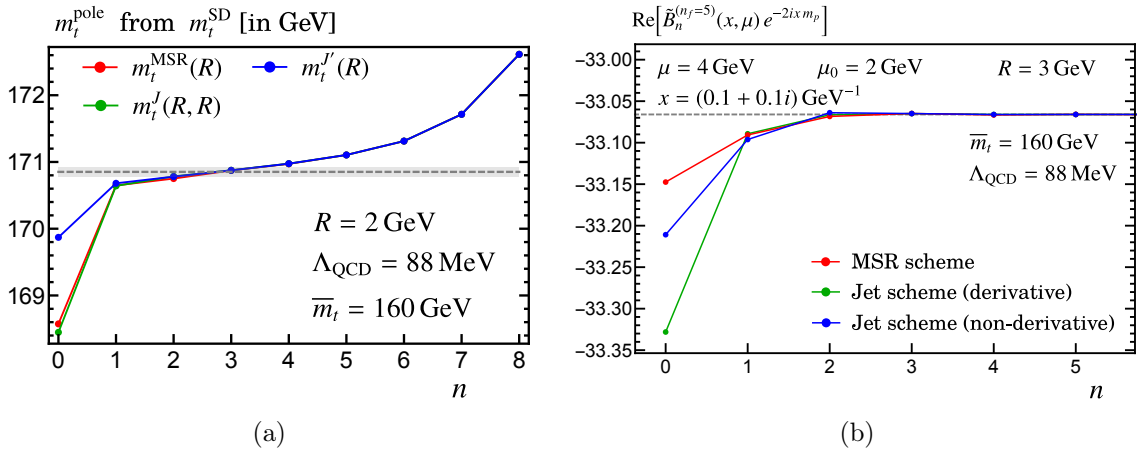 m_t^pole from m_t^SD [in GeV]
m_t^MSR(R)
m_t^J′(R)
m_t^J(R, R)
172
171
170
169
R = 2 GeV
Λ_QCD = 88 MeV
m̅_t = 160 GeV
0 1 2 3 4 5 6 7 8
n
(a)
Re[B̃_n^(n_f=5)(x, μ) e^(−2ix m_p)]
μ = 4 GeV μ_0 = 2 GeV R = 3 GeV
x = (0.1 + 0.1i) GeV^−1
−33.00
−33.05
−33.10
−33.15
−33.20
−33.25
−33.30
−33.35
m̅_t = 160 GeV
Λ_QCD = 88 MeV
MSR scheme
Jet scheme (derivative)
Jet scheme (non-derivative)
0 1 2 3 4 5
n
(b)